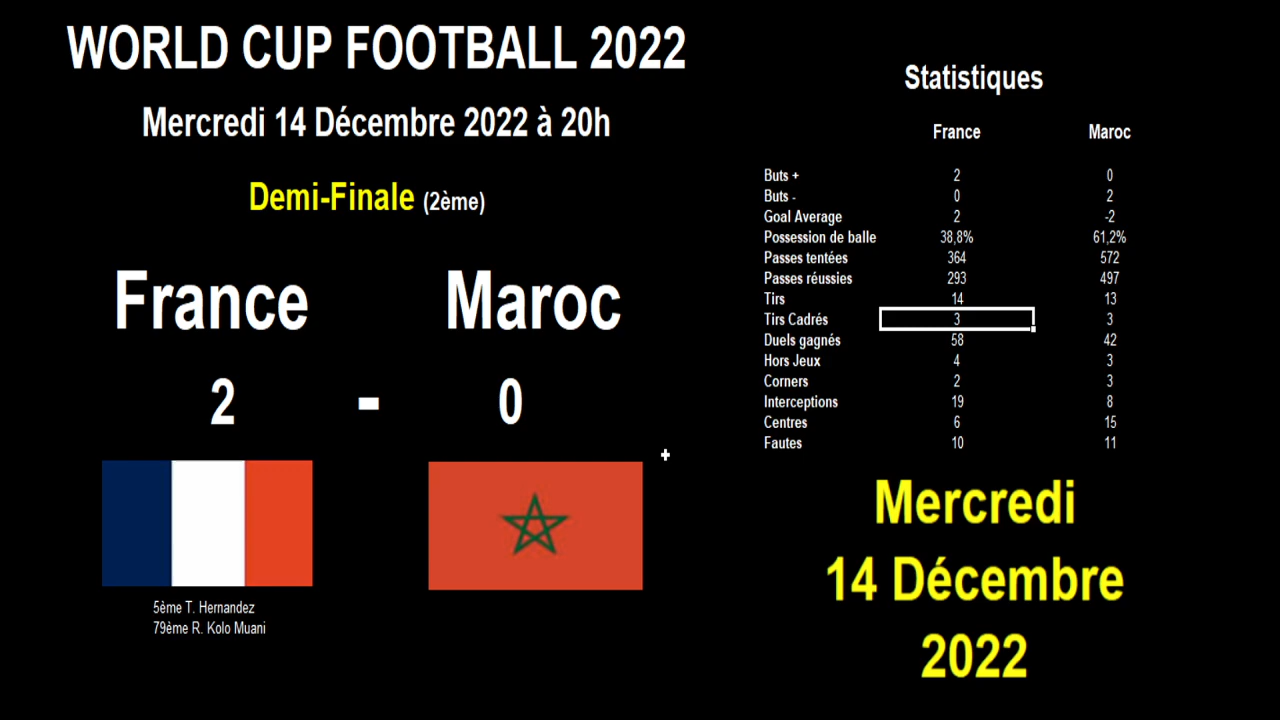 WORLD CUP FOOTBALL 2022
Mercredi 14 Décembre 2022 à 20h
Demi-Finale (2ème)
France Maroc
2 - 0
5ème T. Hernandez
79ème R. Kolo Muani
Statistiques
France Maroc
Buts + 2 0
Buts - 0 2
Goal Average 2 -2
Possession de balle 38,8% 61,2%
Passes tentées 364 572
Passes réussies 293 497
Tirs 14 13
Tirs Cadrés 3 3
Duels gagnés 58 42
Hors Jeux 4 3
Corners 2 3
Interceptions 19 8
Centres 6 15
Fautes 10 11
Mercredi
14 Décembre
2022